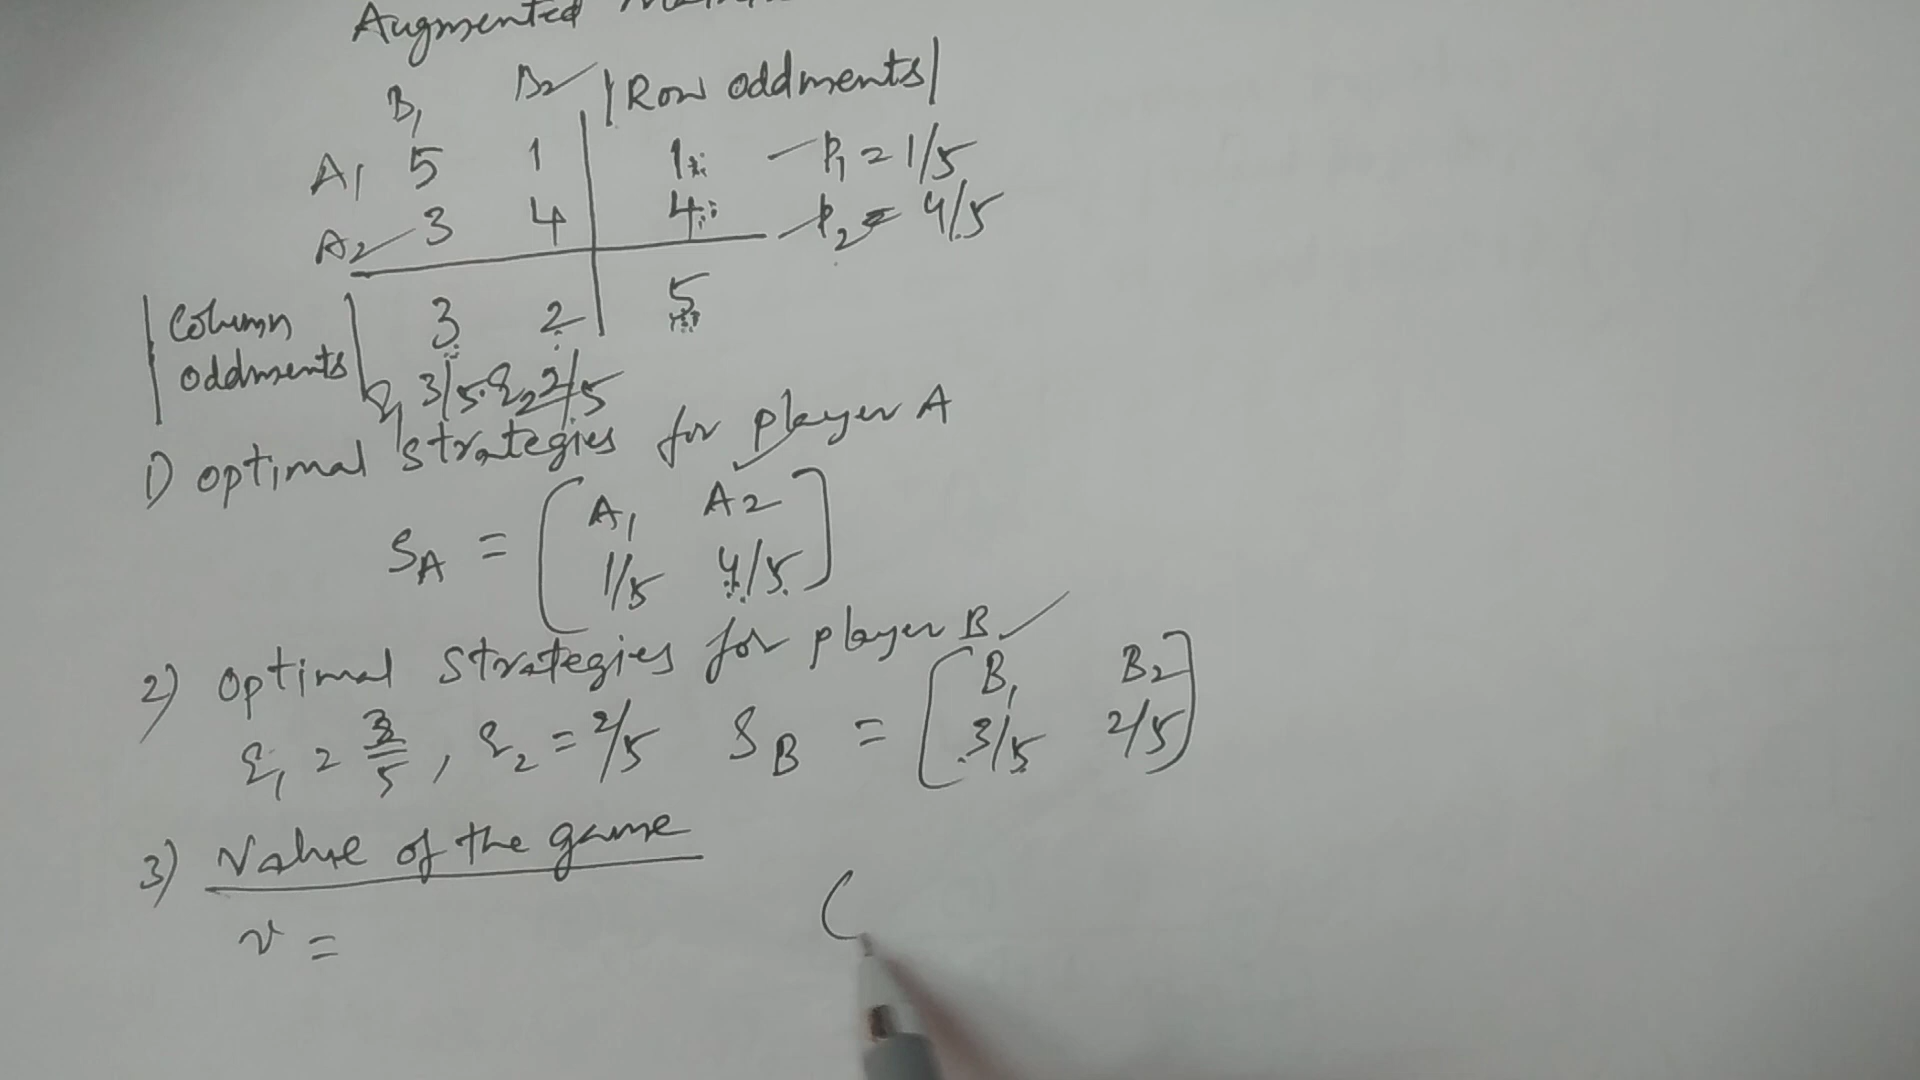 Augmented
B1 B2 |Row oddments|
A1 5 1 1 - P1 = 1/5
A2 3 4 4 - P2 = 4/5
|Column oddments| 3 2 5
q1 3/5 q2 2/5
1) optimal strategies for player A
SA = [A1 A2
1/5 4/5]
2) optimal strategies for player B
q1 = 3/5, q2 = 2/5 SB = [B1 B2
3/5 2/5]
3) Value of the game
v = (